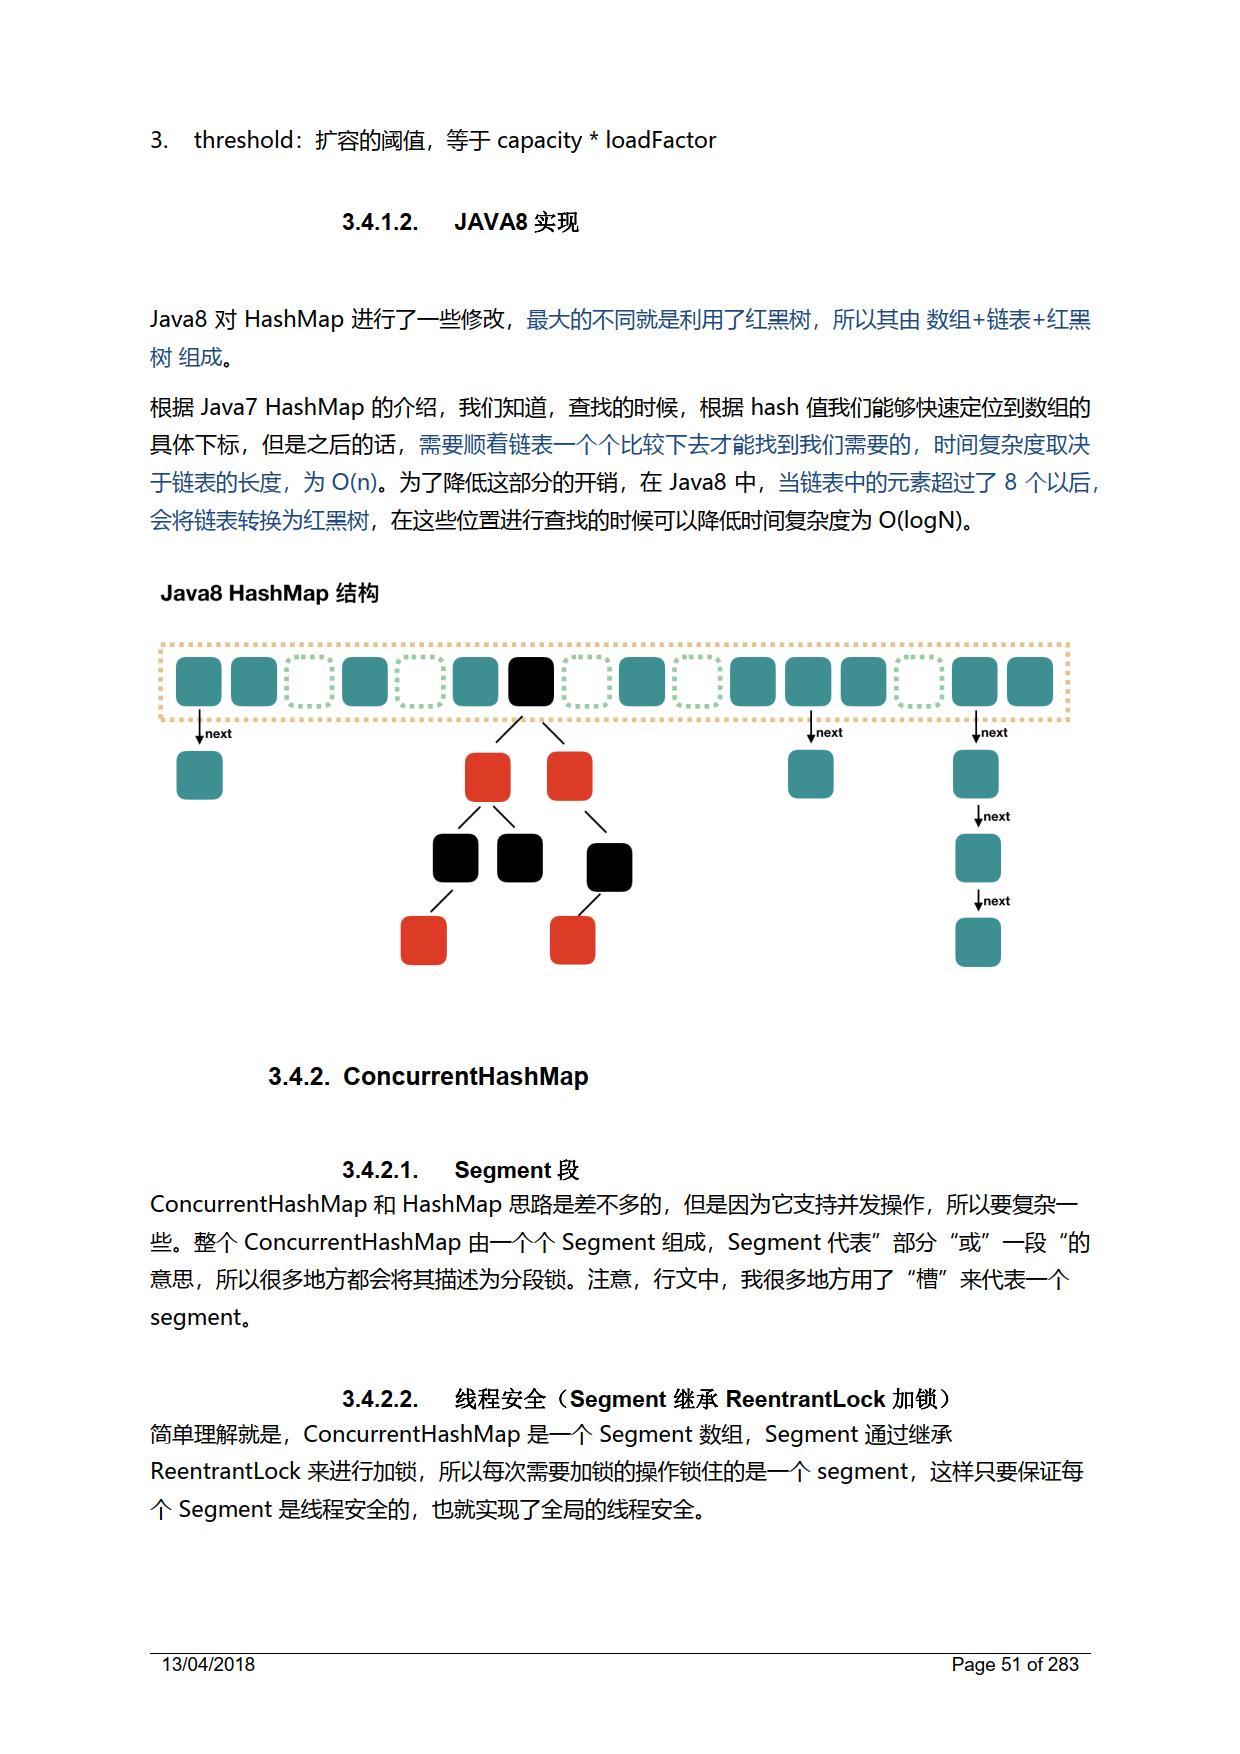 3. threshold：扩容的阈值，等于 capacity * loadFactor
3.4.1.2. JAVA8 实现
Java8 对 HashMap 进行了一些修改，最大的不同就是利用了红黑树，所以其由 数组+链表+红黑
树 组成。
根据 Java7 HashMap 的介绍，我们知道，查找的时候，根据 hash 值我们能够快速定位到数组的
具体下标，但是之后的话，需要顺着链表一个个比较下去才能找到我们需要的，时间复杂度取决
于链表的长度，为 O(n)。为了降低这部分的开销，在 Java8 中，当链表中的元素超过了 8 个以后，
会将链表转换为红黑树，在这些位置进行查找的时候可以降低时间复杂度为 O(logN)。
Java8 HashMap 结构
next
next
next
next
next
3.4.2. ConcurrentHashMap
3.4.2.1. Segment 段
ConcurrentHashMap 和 HashMap 思路是差不多的，但是因为它支持并发操作，所以要复杂一
些。整个 ConcurrentHashMap 由一个个 Segment 组成，Segment 代表”部分“或”一段“的
意思，所以很多地方都会将其描述为分段锁。注意，行文中，我很多地方用了“槽”来代表一个
segment。
3.4.2.2. 线程安全（Segment 继承 ReentrantLock 加锁）
简单理解就是，ConcurrentHashMap 是一个 Segment 数组，Segment 通过继承
ReentrantLock 来进行加锁，所以每次需要加锁的操作锁住的是一个 segment，这样只要保证每
个 Segment 是线程安全的，也就实现了全局的线程安全。
13/04/2018 Page 51 of 283